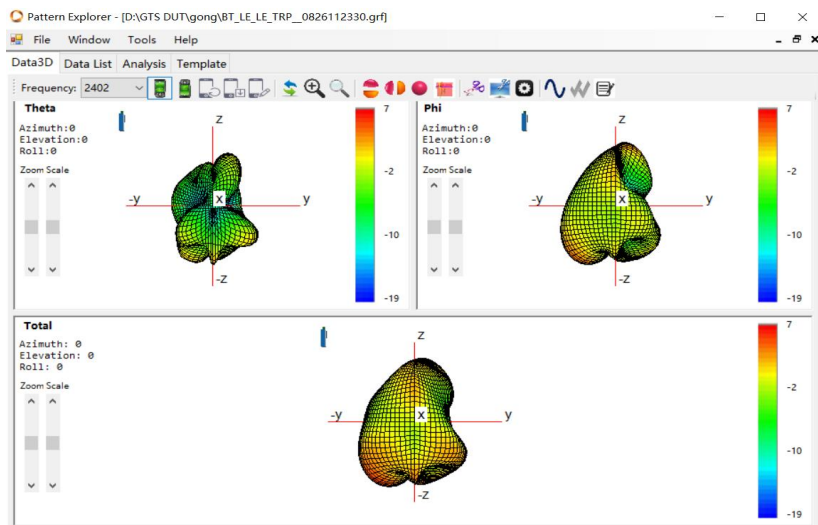 Pattern Explorer - [D:\GTS DUT\gong\BT_LE_LE_TRP__0826112330.grf]
File Window Tools Help
Data3D Data List Analysis Template
Frequency: 2402
Theta
Azimuth:0
Elevation:0
Roll:0
Zoom Scale
z
-y x y
-z
7
-2
-10
-19
Phi
Azimuth:0
Elevation:0
Roll:0
Zoom Scale
z
-y x y
-z
7
-2
-10
-19
Total
Azimuth: 0
Elevation: 0
Roll: 0
Zoom Scale
z
-y x y
-z
7
-2
-10
-19